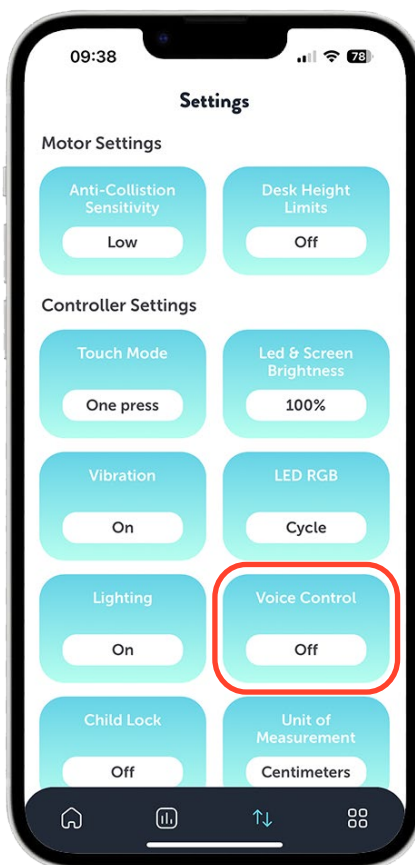 09:38
78
Settings
Motor Settings
Anti-Collistion
Sensitivity
Low
Desk Height
Limits
Off
Controller Settings
Touch Mode
One press
Led & Screen
Brightness
100%
Vibration
On
LED RGB
Cycle
Lighting
On
Voice Control
Off
Child Lock
Off
Unit of
Measurement
Centimeters